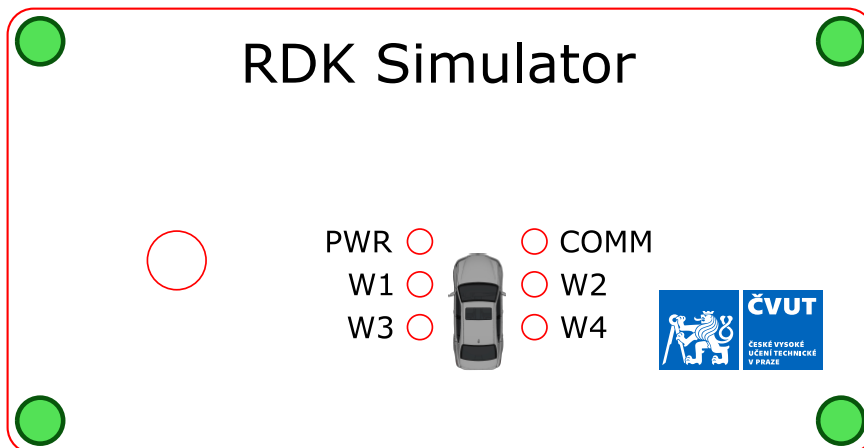 RDK Simulator
PWR COMM
W1 W2
W3 W4
ČVUT
ČESKÉ VYSOKÉ
UČENÍ TECHNICKÉ
V PRAZE